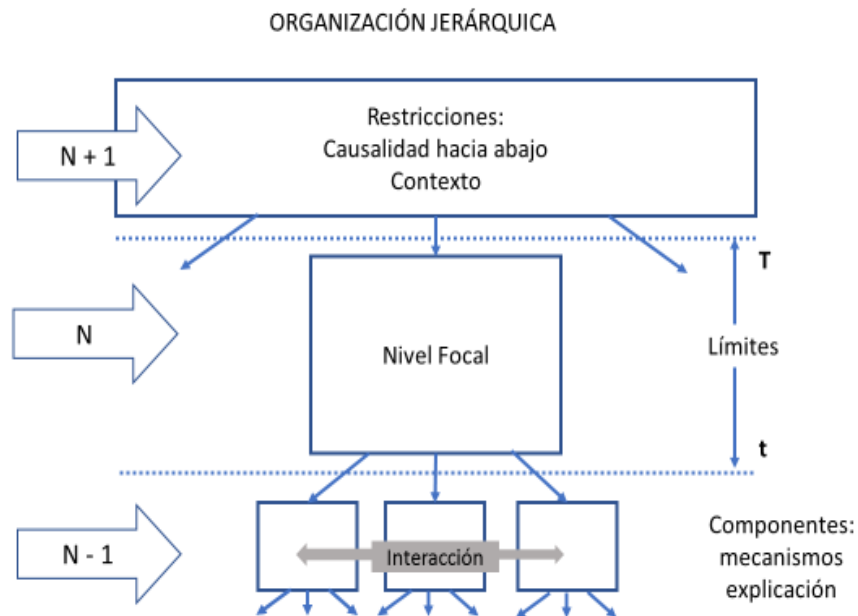 ORGANIZACIÓN JERÁRQUICA
Restricciones:
Causalidad hacia abajo
Contexto
N + 1
T
N
Nivel Focal
Límites
t
N - 1
Interacción
Componentes:
mecanismos
explicación